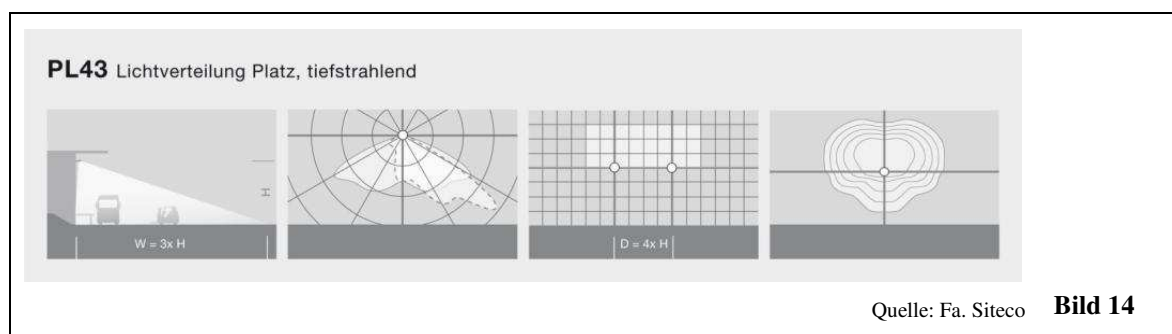 PL43 Lichtverteilung Platz, tiefstrahlend
H
W = 3x H
D = 4x H
Quelle: Fa. Siteco Bild 14